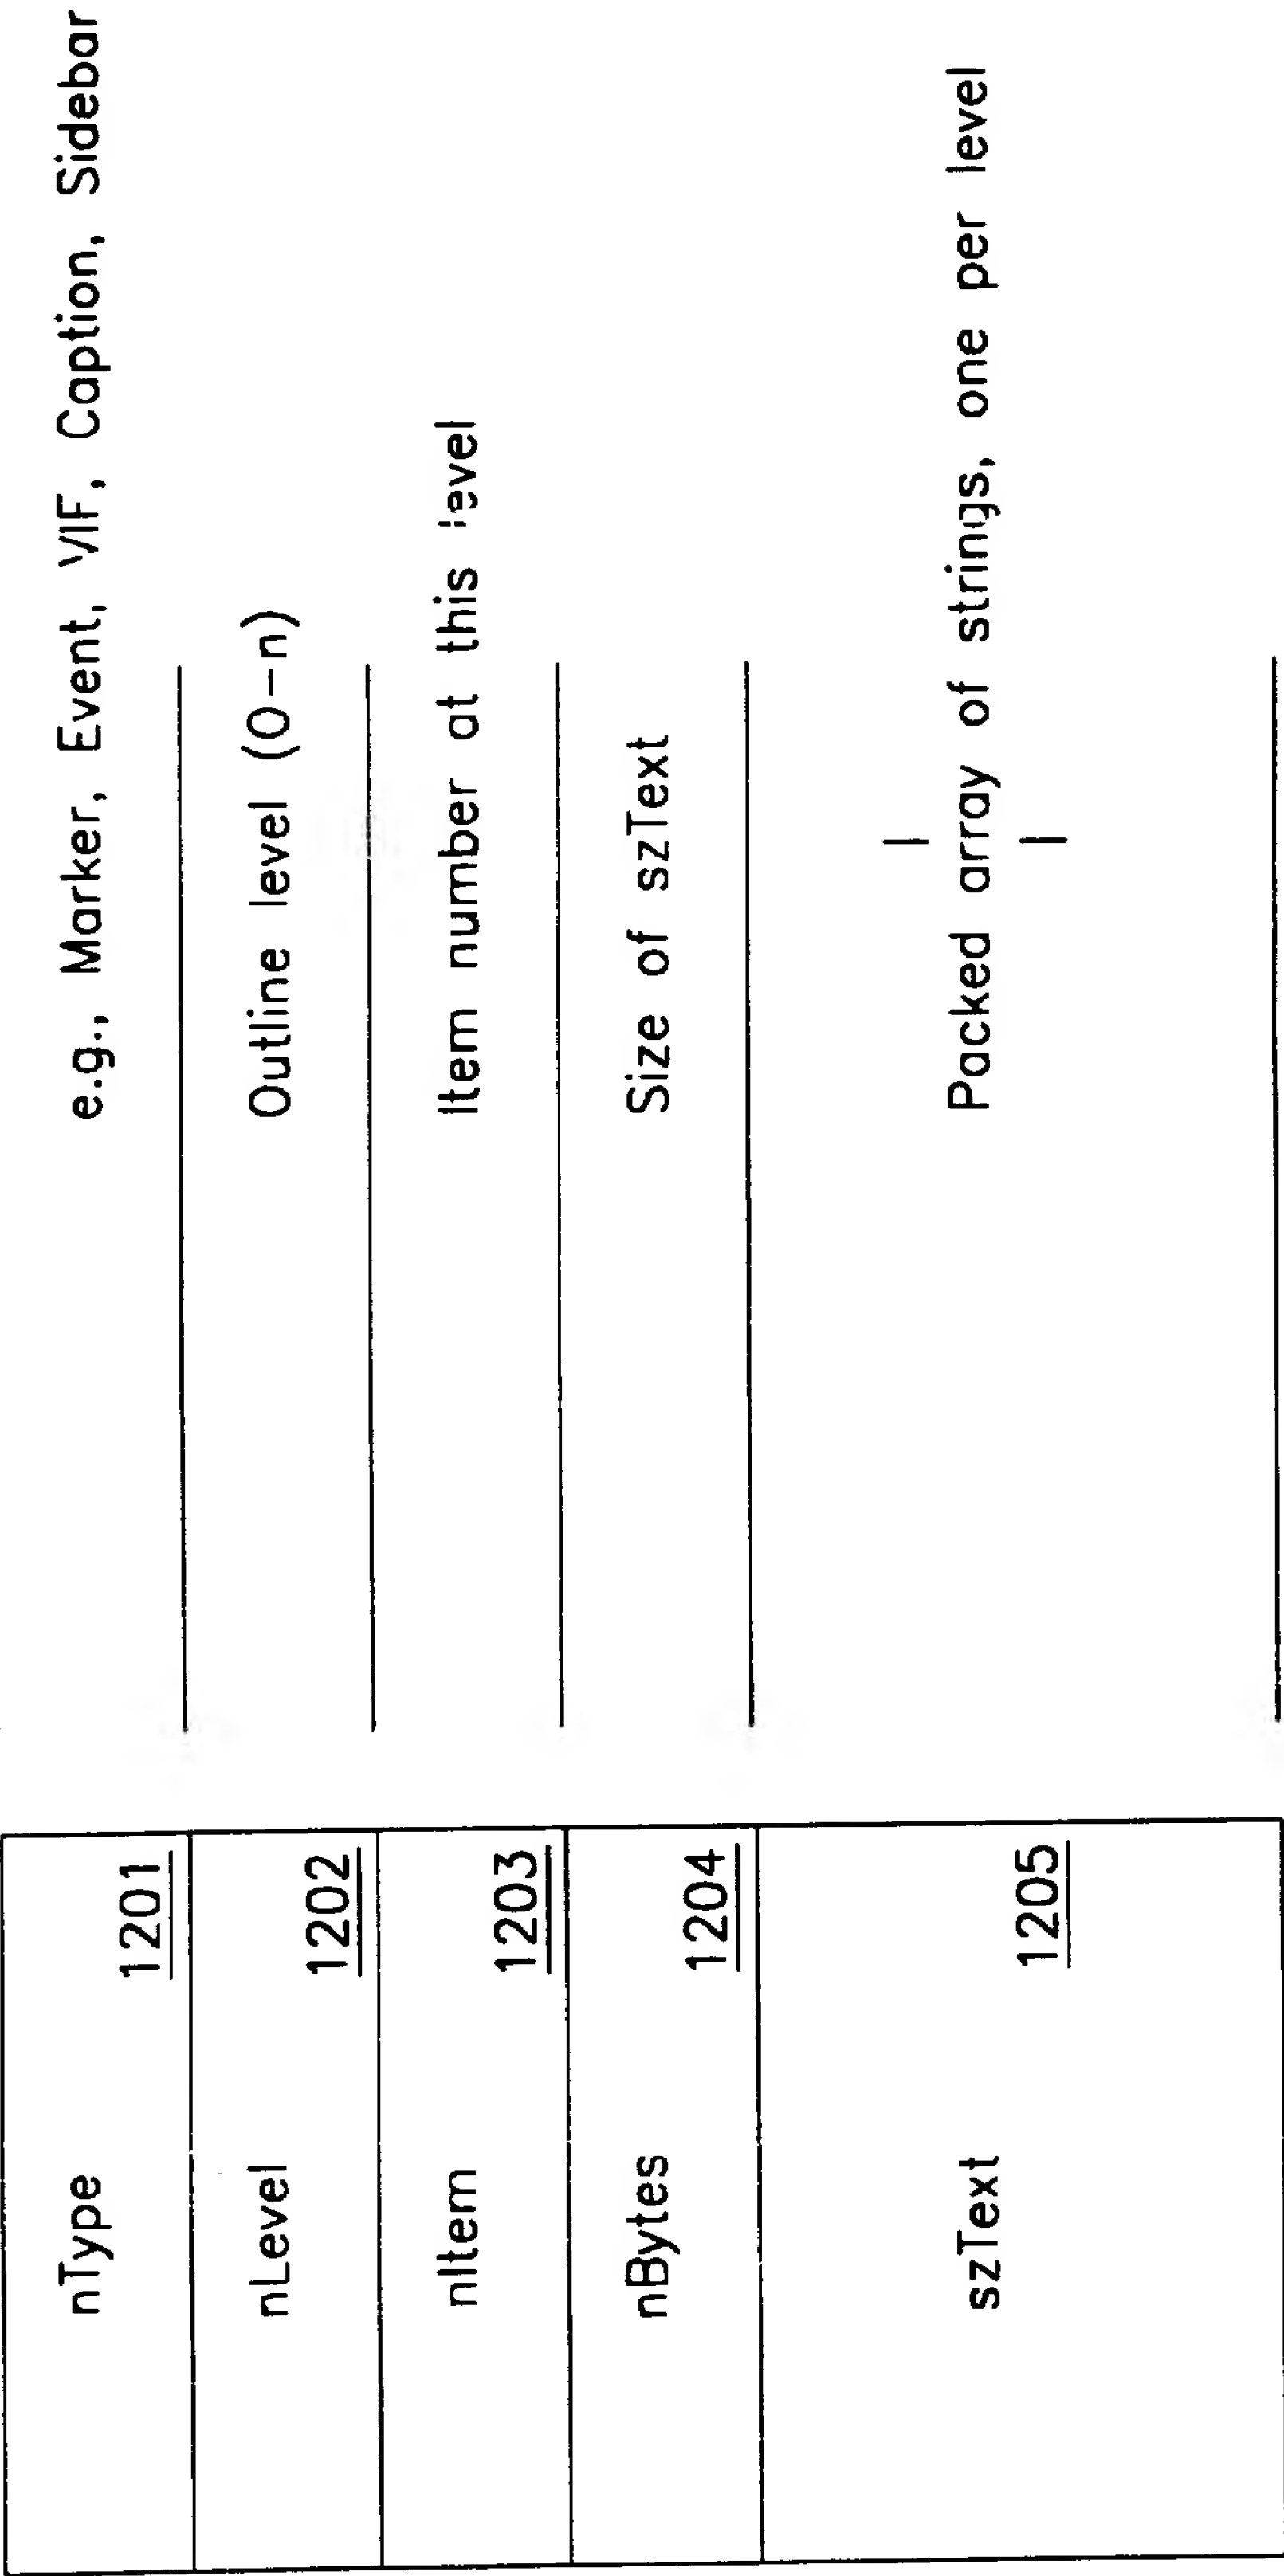 nType 1201 e.g., Marker, Event, VIF, Caption, Sidebar
nLevel 1202 Outline level (0-n)
nItem 1203 Item number at this level
nBytes 1204 Size of szText
szText 1205 Packed array of strings, one per level